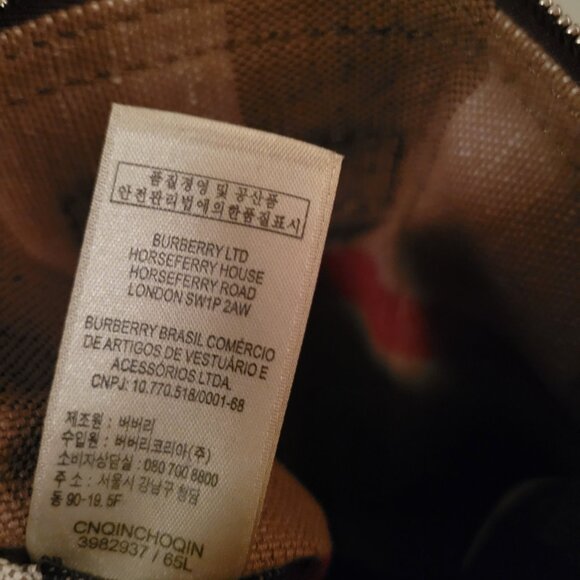 품질경영 및 공산품
안전관리법에의한품질표시
BURBERRY LTD
HORSEFERRY HOUSE
HORSEFERRY ROAD
LONDON SW1P 2AW
BURBERRY BRASIL COMÉRCIO
DE ARTIGOS DE VESTUÁRIO E
ACESSÓRIOS LTDA.
CNPJ: 10.770.518/0001-68
제조원 : 버버리
수입원 : 버버리코리아(주)
소비자상담실 : 080 700 8800
주 소 : 서울시 강남구 청담
동 90-19.5F
CNQINCHOQIN
3982937 / 65L